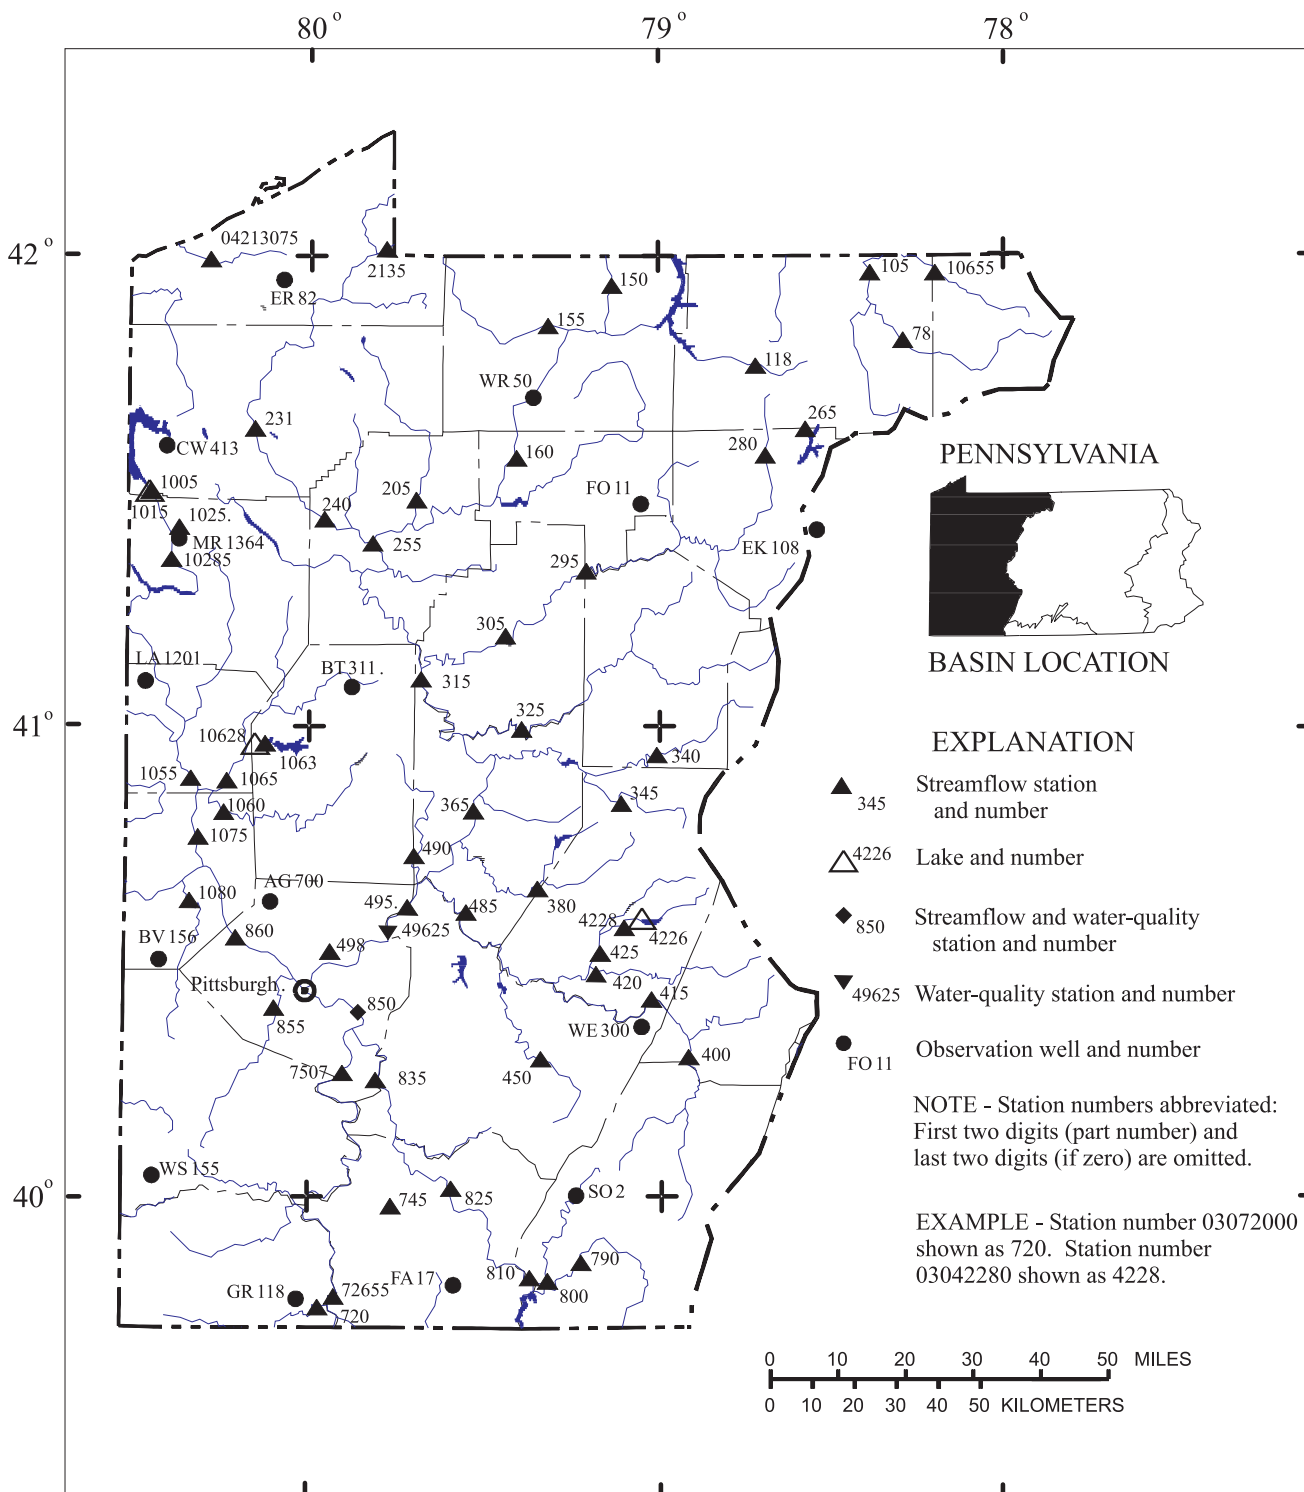 80°
79°
78°
42°
04213075
2135
ER 82
150
155
105
10655
78
118
WR 50
231
CW 413
265
280
160
1005
1015
205
240
FO 11
1025.
MR 1364
10285
255
EK 108
295
305
LA 1201
BT 311 .
315
41°
325
10628
1063
340
1055
1065
1060
345
365
1075
490
1080
AG 700
495.
485
380
4228
4226
BV 156
860
49625
498
425
420
Pittsburgh .
850
415
855
WE 300
400
7507
835
450
WS 155
40°
745
825
SO 2
790
810
800
FA 17
GR 118
72655
720
PENNSYLVANIA
BASIN LOCATION
EXPLANATION
345
Streamflow station
and number
4226
Lake and number
850
Streamflow and water-quality
station and number
49625
Water-quality station and number
FO 11
Observation well and number
NOTE - Station numbers abbreviated:
First two digits (part number) and
last two digits (if zero) are omitted.
EXAMPLE - Station number 03072000
shown as 720. Station number
03042280 shown as 4228.
0 10 20 30 40 50 MILES
0 10 20 30 40 50 KILOMETERS